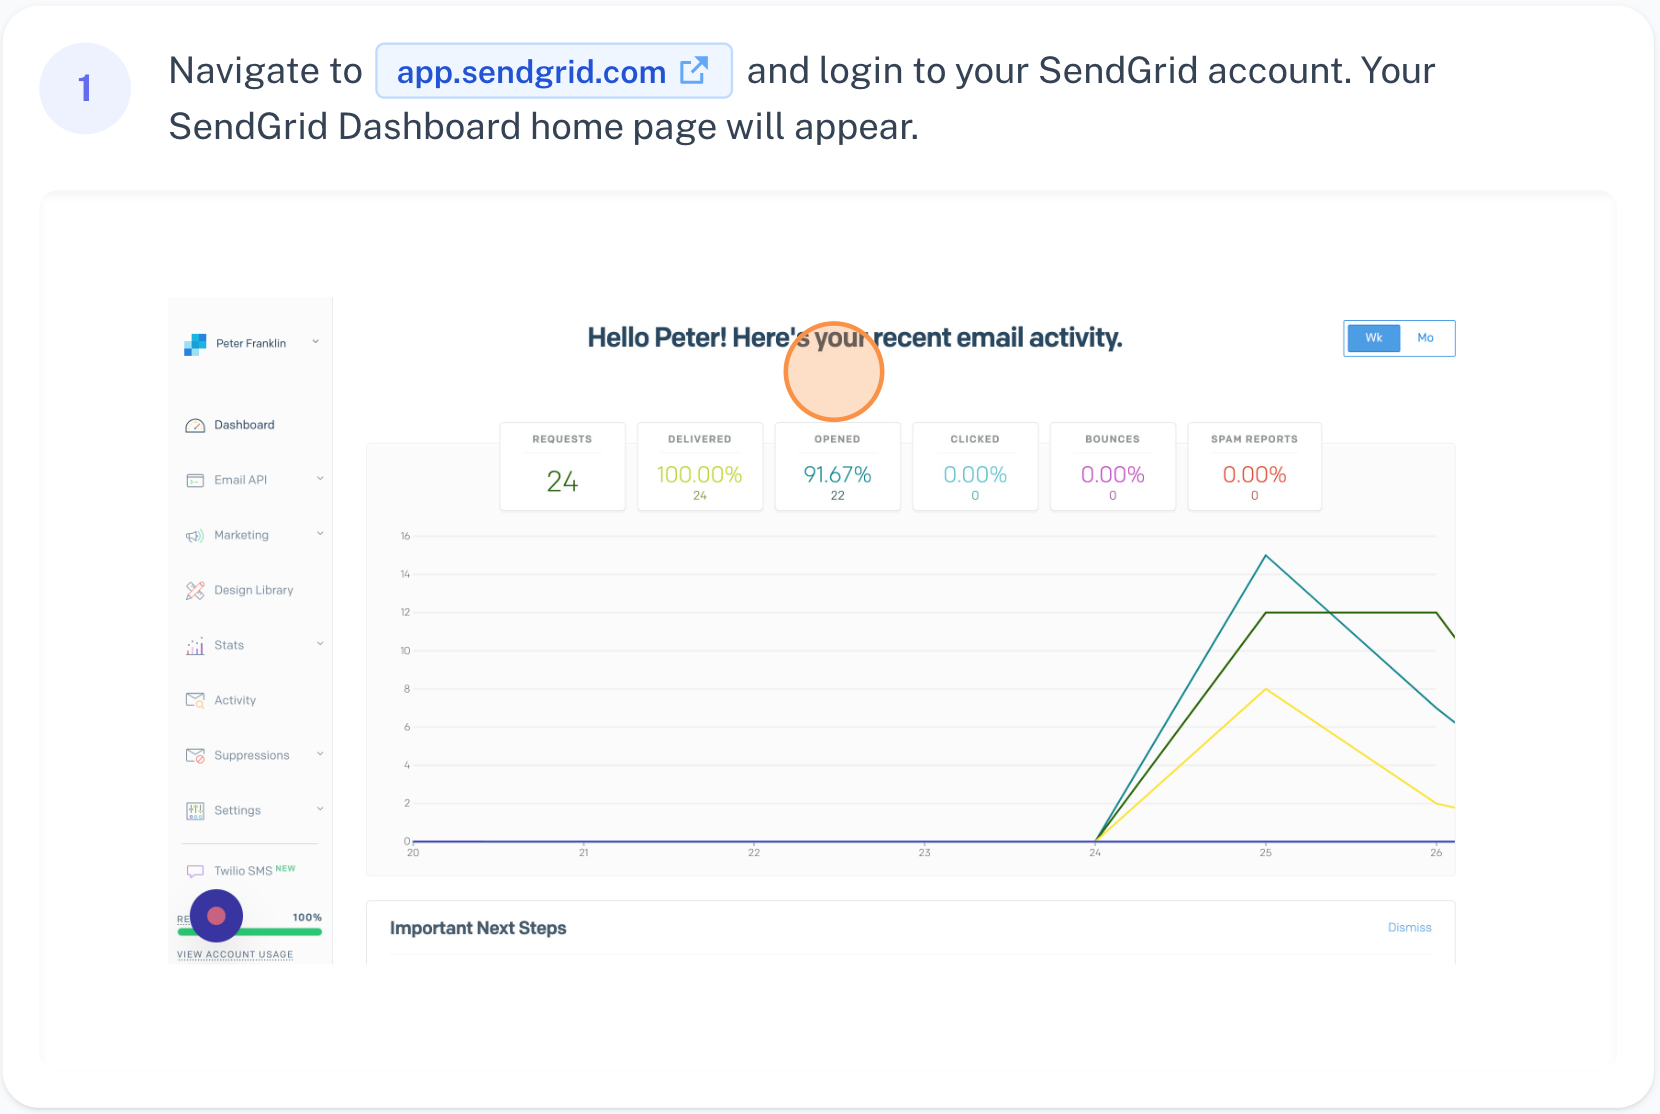 1
Navigate to app.sendgrid.com and login to your SendGrid account. Your
SendGrid Dashboard home page will appear.
Peter Franklin
Dashboard
Email API
Marketing
Design Library
Stats
Activity
Suppressions
Settings
Twilio SMS NEW
100%
VIEW ACCOUNT USAGE
Hello Peter! Here's your recent email activity.
Wk Mo
REQUESTS
24
DELIVERED
100.00%
24
OPENED
91.67%
22
CLICKED
0.00%
0
BOUNCES
0.00%
0
SPAM REPORTS
0.00%
0
16
14
12
10
8
6
4
2
0
20 21 22 23 24 25 26
Important Next Steps
Dismiss